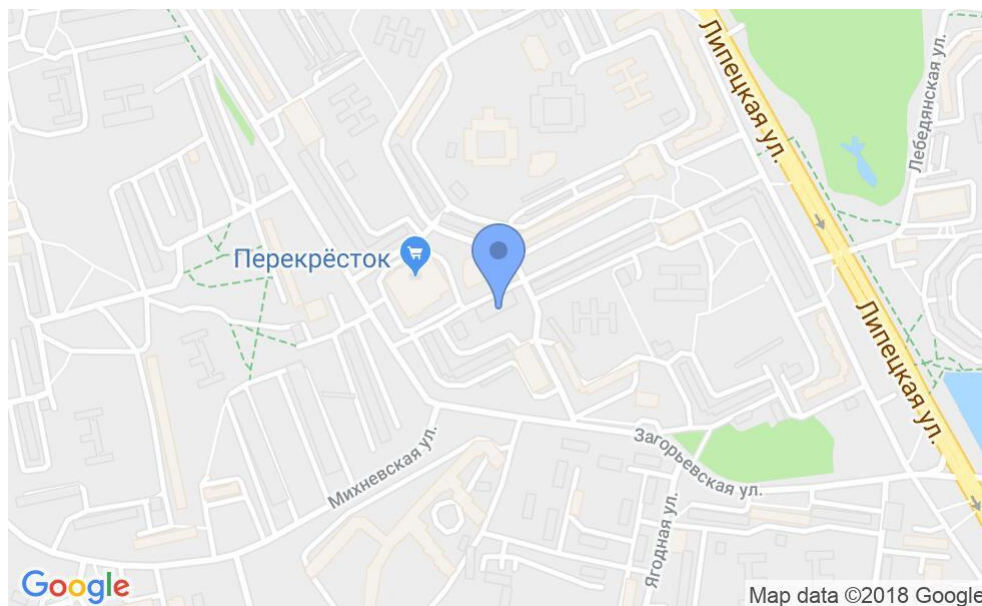 Липецкая ул.
Лебедянская ул.
Перекрёсток
Липецкая ул.
Михневская ул.
Загорьевская ул.
Ягодная ул.
Google
Map data ©2018 Google